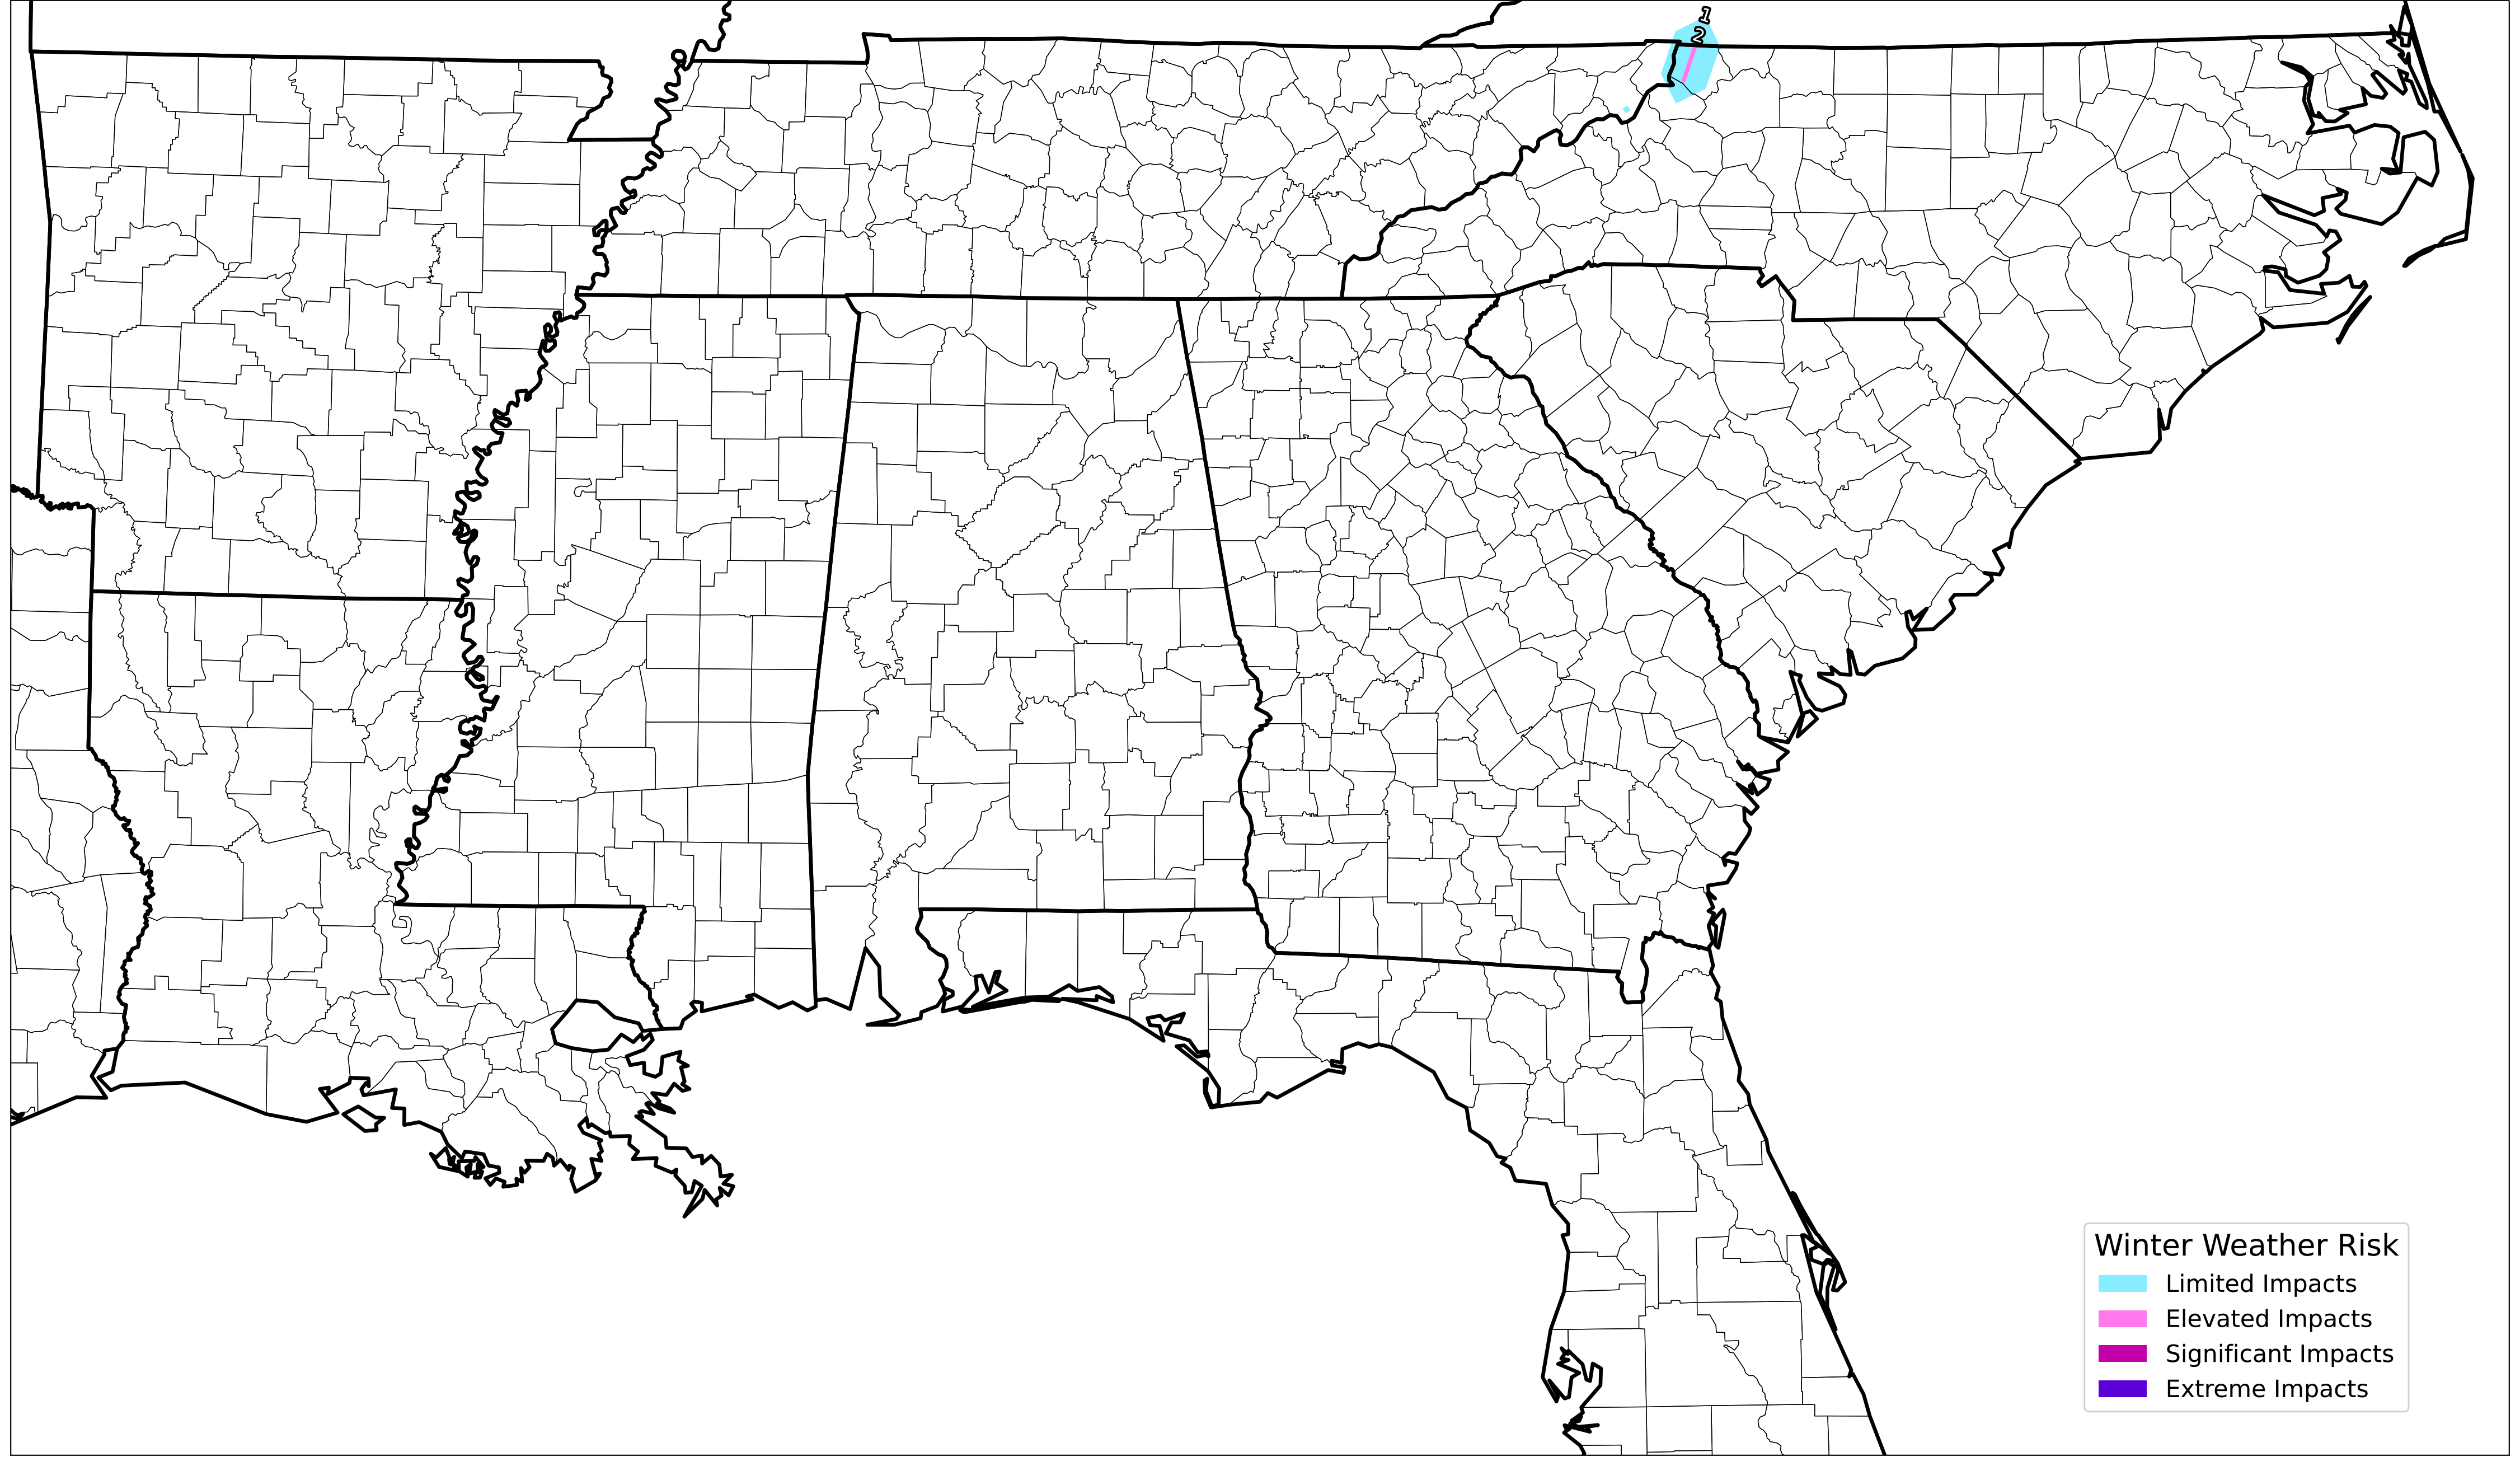 1
2
Winter Weather Risk
Limited Impacts
Elevated Impacts
Significant Impacts
Extreme Impacts